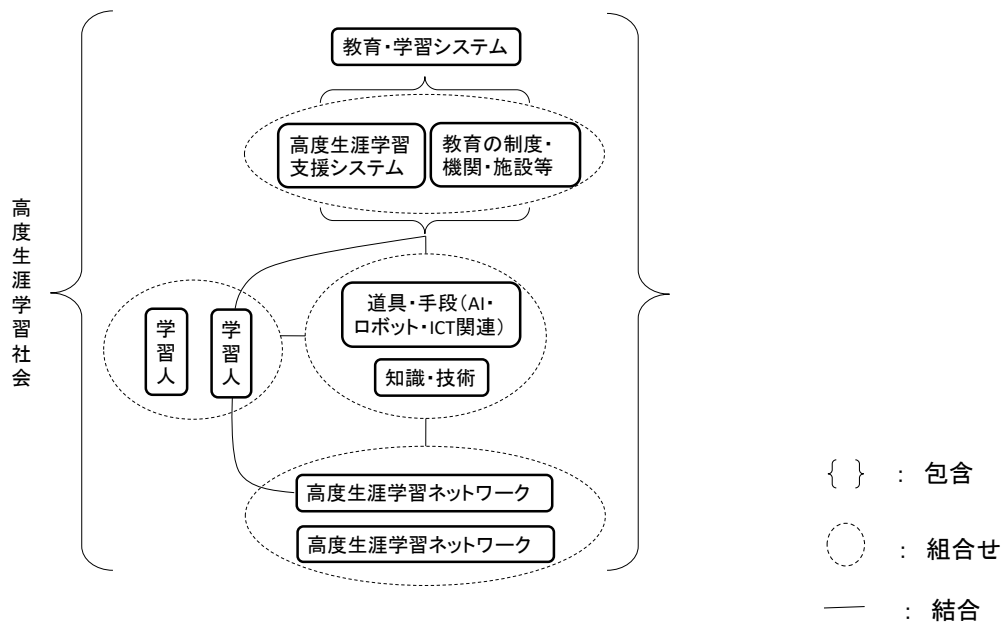 教育・学習システム
高度生涯学習
支援システム
教育の制度・
機関・施設等
高度生涯学習社会
道具・手段(AI・
ロボット・ICT関連)
学習人
学習人
知識・技術
高度生涯学習ネットワーク
高度生涯学習ネットワーク
{ } : 包含
: 組合せ
: 結合